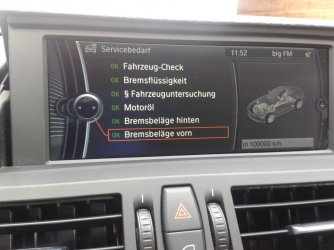 Servicebedarf 11:52 big FM
OK Fahrzeug-Check
OK Bremsflüssigkeit
OK § Fahrzeuguntersuchung
OK Motoröl
OK Bremsbeläge hinten
OK Bremsbeläge vorn
in 100000 km